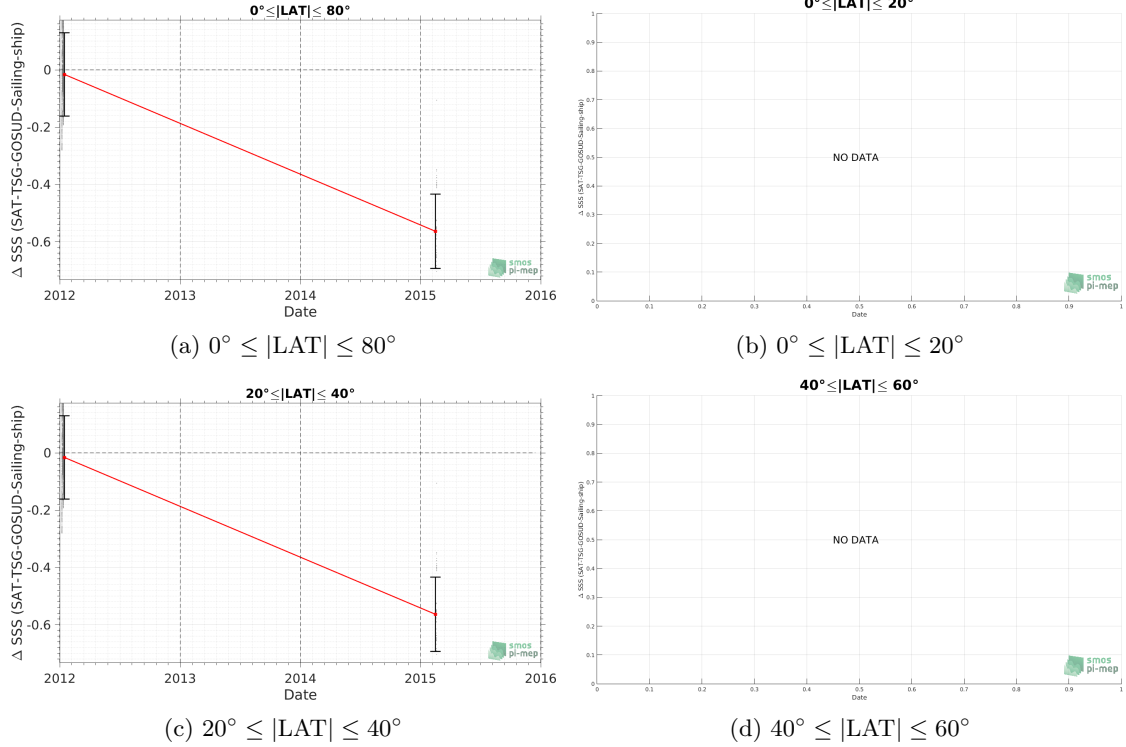 0°≤|LAT|≤ 80°
Δ SSS (SAT-TSG-GOSUD-Sailing-ship)
0
-0.2
-0.4
-0.6
2012 2013 2014 2015 2016
Date
smos
pi-mep
(a) 0° ≤ |LAT| ≤ 80°
0°≤|LAT|≤ 20°
Δ SSS (SAT-TSG-GOSUD-Sailing-ship)
1
0.9
0.8
0.7
0.6
0.5
0.4
0.3
0.2
0.1
0
NO DATA
0 0.1 0.2 0.3 0.4 0.5 0.6 0.7 0.8 0.9 1
Date
smos
pi-mep
(b) 0° ≤ |LAT| ≤ 20°
20°≤|LAT|≤ 40°
Δ SSS (SAT-TSG-GOSUD-Sailing-ship)
0
-0.2
-0.4
-0.6
2012 2013 2014 2015 2016
Date
smos
pi-mep
(c) 20° ≤ |LAT| ≤ 40°
40°≤|LAT|≤ 60°
Δ SSS (SAT-TSG-GOSUD-Sailing-ship)
1
0.9
0.8
0.7
0.6
0.5
0.4
0.3
0.2
0.1
0
NO DATA
0 0.1 0.2 0.3 0.4 0.5 0.6 0.7 0.8 0.9 1
Date
smos
pi-mep
(d) 40° ≤ |LAT| ≤ 60°